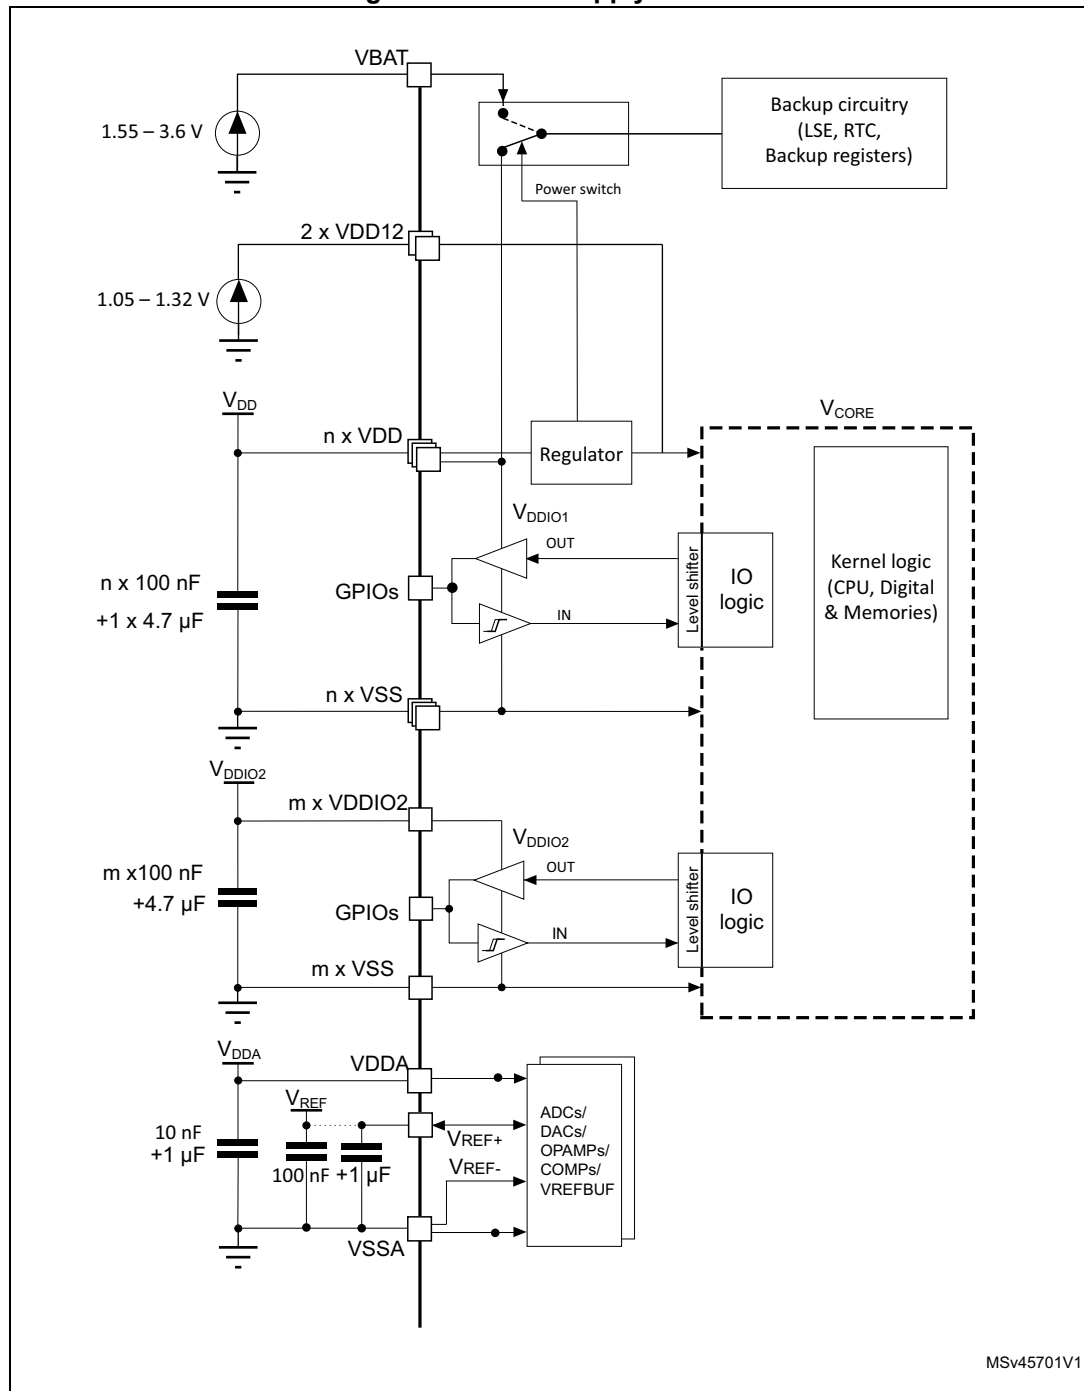 VBAT
1.55 – 3.6 V
Backup circuitry
(LSE, RTC,
Backup registers)
Power switch
2 x VDD12
1.05 – 1.32 V
VDD
n x VDD
Regulator
VCORE
VDDIO1
OUT
n x 100 nF
+1 x 4.7 µF
GPIOs
IN
Level shifter
IO
logic
Kernel logic
(CPU, Digital
& Memories)
n x VSS
VDDIO2
m x VDDIO2
VDDIO2
OUT
m x100 nF
+4.7 µF
GPIOs
IN
Level shifter
IO
logic
m x VSS
VDDA
VDDA
VREF
10 nF
+1 µF
100 nF
+1 µF
VREF+
VREF-
ADCs/
DACs/
OPAMPs/
COMPs/
VREFBUF
VSSA
MSv45701V1